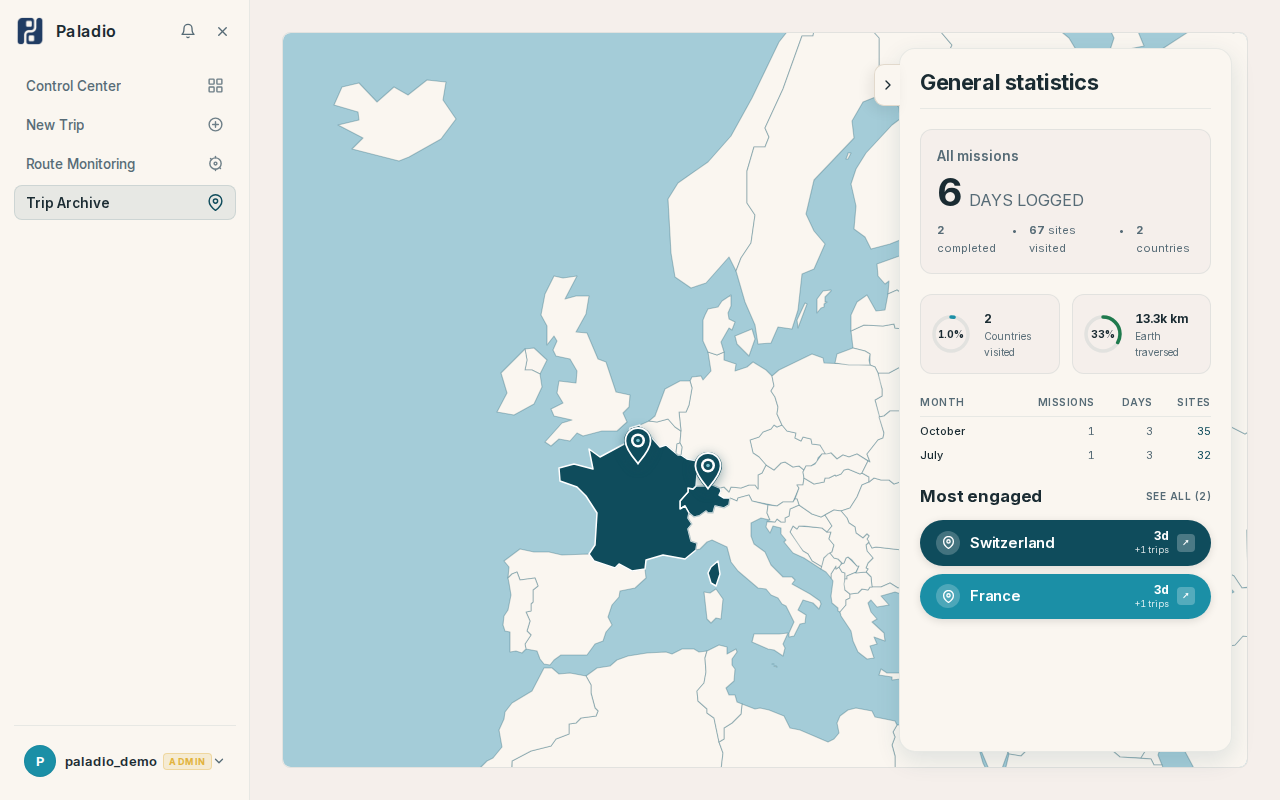 Paladio
Control Center
New Trip
Route Monitoring
Trip Archive
P
paladio_demo
ADMIN
General statistics
All missions
6 DAYS LOGGED
2 completed
• 67 sites visited
• 2 countries
1.0%
2
Countries
visited
33%
13.3k km
Earth
traversed
MONTH MISSIONS DAYS SITES
October 1 3 35
July 1 3 32
Most engaged SEE ALL (2)
Switzerland
3d
+1 trips
↗
France
3d
+1 trips
↗